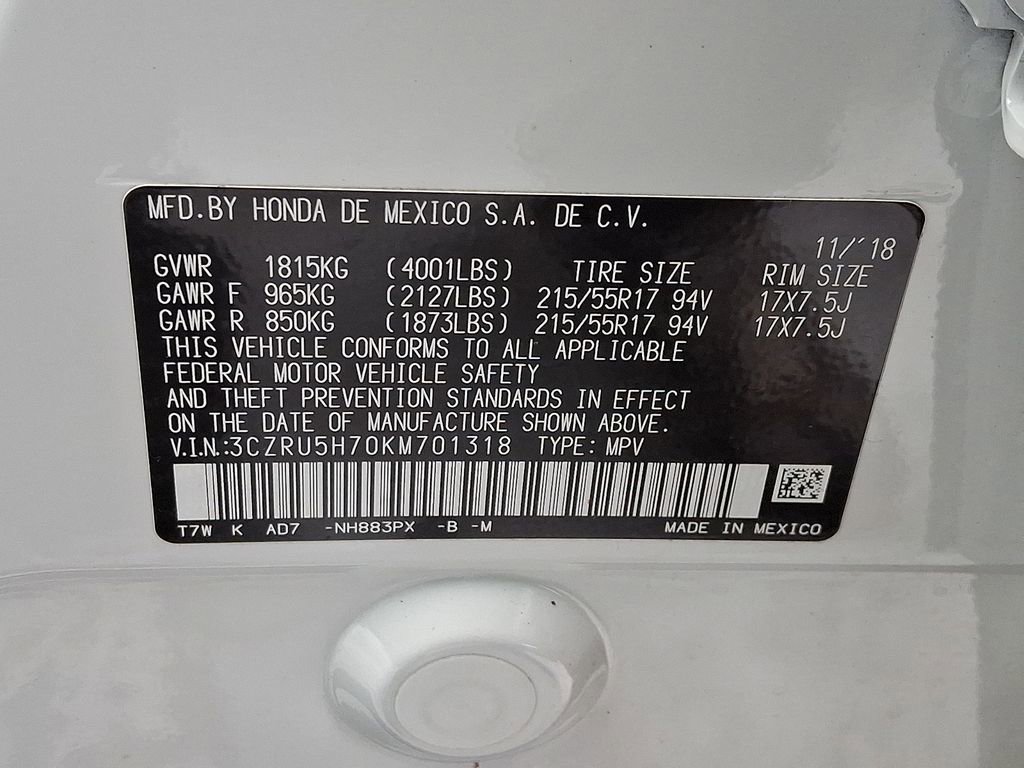 MFD.BY HONDA DE MEXICO S.A. DE C.V.
11/'18
GVWR 1815KG (4001LBS) TIRE SIZE RIM SIZE
GAWR F 965KG (2127LBS) 215/55R17 94V 17X7.5J
GAWR R 850KG (1873LBS) 215/55R17 94V 17X7.5J
THIS VEHICLE CONFORMS TO ALL APPLICABLE
FEDERAL MOTOR VEHICLE SAFETY
AND THEFT PREVENTION STANDARDS IN EFFECT
ON THE DATE OF MANUFACTURE SHOWN ABOVE.
V.I.N.:3CZRU5H70KM701318 TYPE: MPV
T7W K AD7 -NH883PX -B -M MADE IN MEXICO